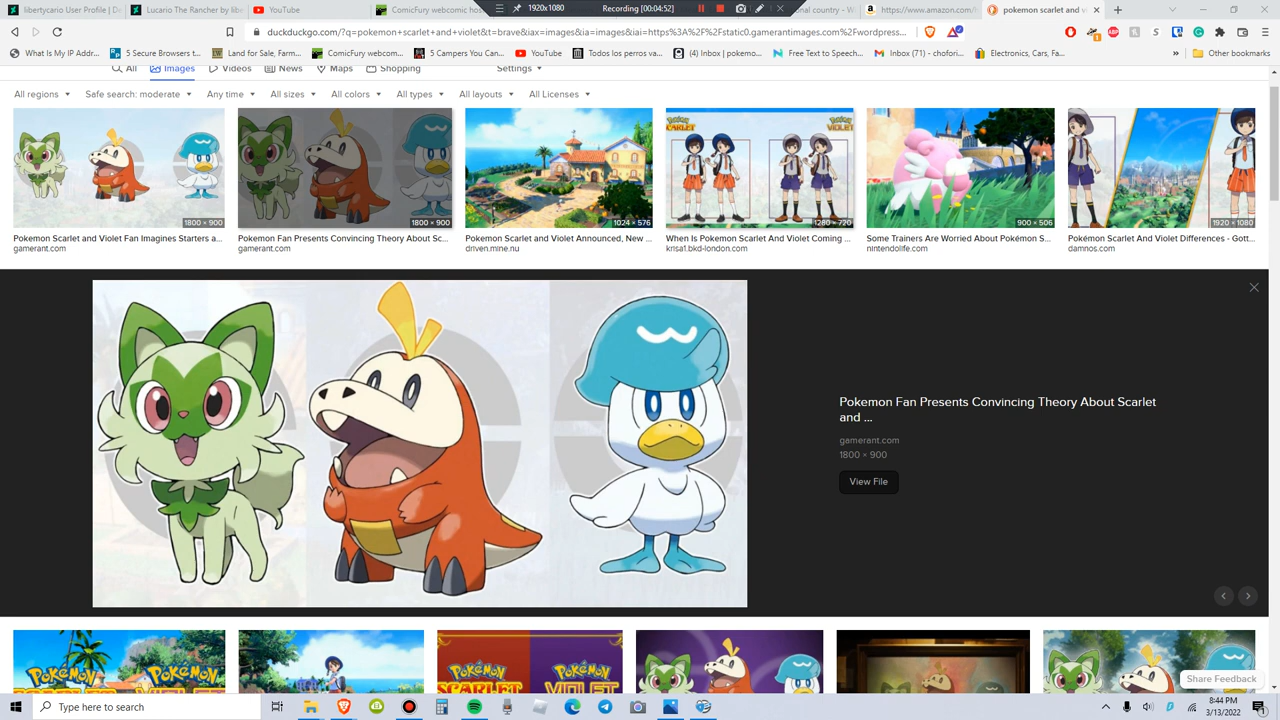 libertycario User Profile | De
Lucario The Rancher by libe
YouTube
ComicFury webcomic hos
1920x1080
Recording [00:04:52]
ional country - W
https://www.amazon.com/h
pokemon scarlet and vi
duckduckgo.com/?q=pokemon+scarlet+and+violet&t=brave&iax=images&ia=images&iai=https%3A%2F%2Fstatic0.gamerantimages.com%2Fwordpress...
What Is My IP Addr...
5 Secure Browsers t...
Land for Sale, Farm...
ComicFury webcom...
5 Campers You Can...
YouTube
Todos los perros va...
(4) Inbox | pokemo...
Free Text to Speech...
Inbox (71) - chofori...
Electronics, Cars, Fa...
Other bookmarks
All
Images
Videos
News
Maps
Shopping
Settings
All regions
Safe search: moderate
Any time
All sizes
All colors
All types
All layouts
All Licenses
1800 × 900
1800 × 900
1024 × 576
POKÉMON SCARLET
POKÉMON VIOLET
1280 × 720
900 × 506
1920 × 1080
Pokemon Scarlet and Violet Fan Imagines Starters a...
Pokemon Fan Presents Convincing Theory About Sc...
Pokemon Scarlet and Violet Announced, New ...
When Is Pokemon Scarlet And Violet Coming ...
Some Trainers Are Worried About Pokémon S...
Pokémon Scarlet And Violet Differences - Gott...
gamerant.com
gamerant.com
driven.mine.nu
krisaf.bkd-london.com
nintendolife.com
damnos.com
Pokemon Fan Presents Convincing Theory About Scarlet
and ...
gamerant.com
1800 × 900
View File
POKÉMON
POKÉMON
POKÉMON
SCARLET
POKÉMON
VIOLET
Share Feedback
Type here to search
8:44 PM
3/13/2022